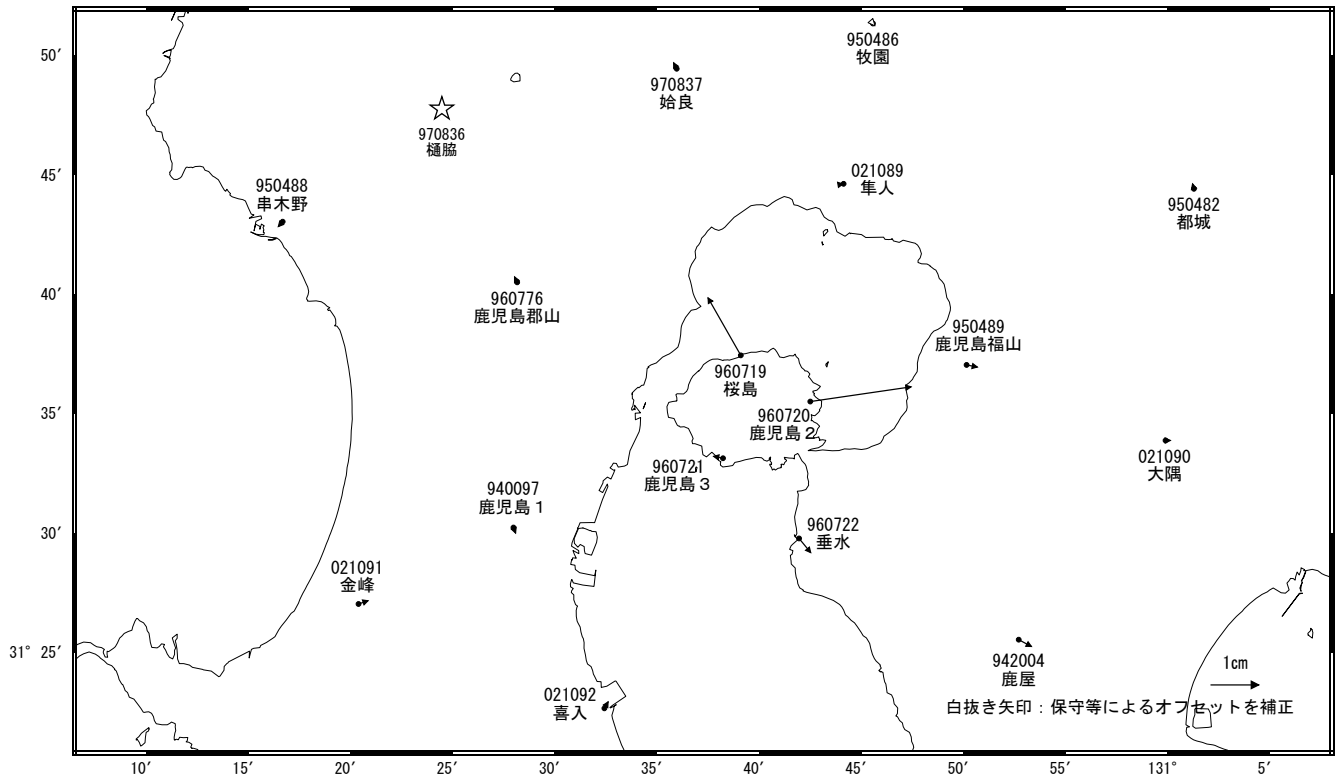 50′
950486
牧園
970837
姶良
970836
樋脇
45′
950488
串木野
021089
隼人
950482
都城
40′
960776
鹿児島郡山
950489
鹿児島福山
960719
桜島
35′
960720
鹿児島２
960721
鹿児島３
021090
大隅
940097
鹿児島１
30′
960722
垂水
021091
金峰
31° 25′
942004
鹿屋
1cm
021092
喜入
白抜き矢印：保守等によるオフセットを補正
10′ 15′ 20′ 25′ 30′ 35′ 40′ 45′ 50′ 55′ 131° 5′